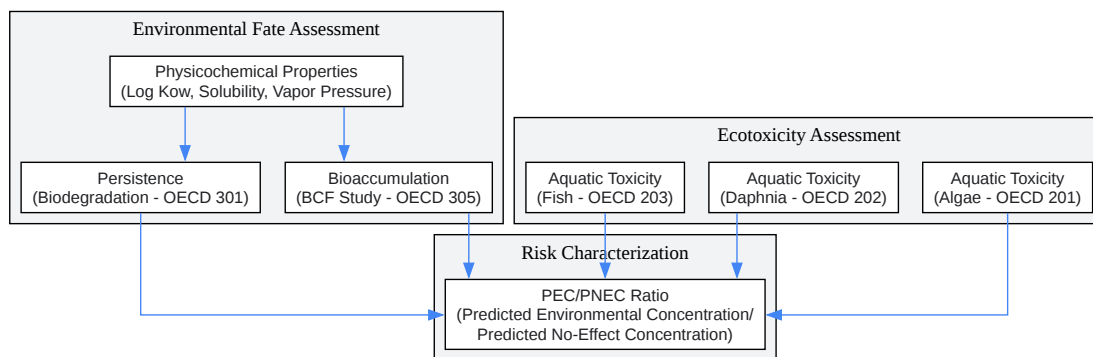 Environmental Fate Assessment
Physicochemical Properties
(Log Kow, Solubility, Vapor Pressure)
Ecotoxicity Assessment
Persistence
(Biodegradation - OECD 301)
Bioaccumulation
(BCF Study - OECD 305)
Aquatic Toxicity
(Fish - OECD 203)
Aquatic Toxicity
(Daphnia - OECD 202)
Aquatic Toxicity
(Algae - OECD 201)
Risk Characterization
PEC/PNEC Ratio
(Predicted Environmental Concentration/
Predicted No-Effect Concentration)